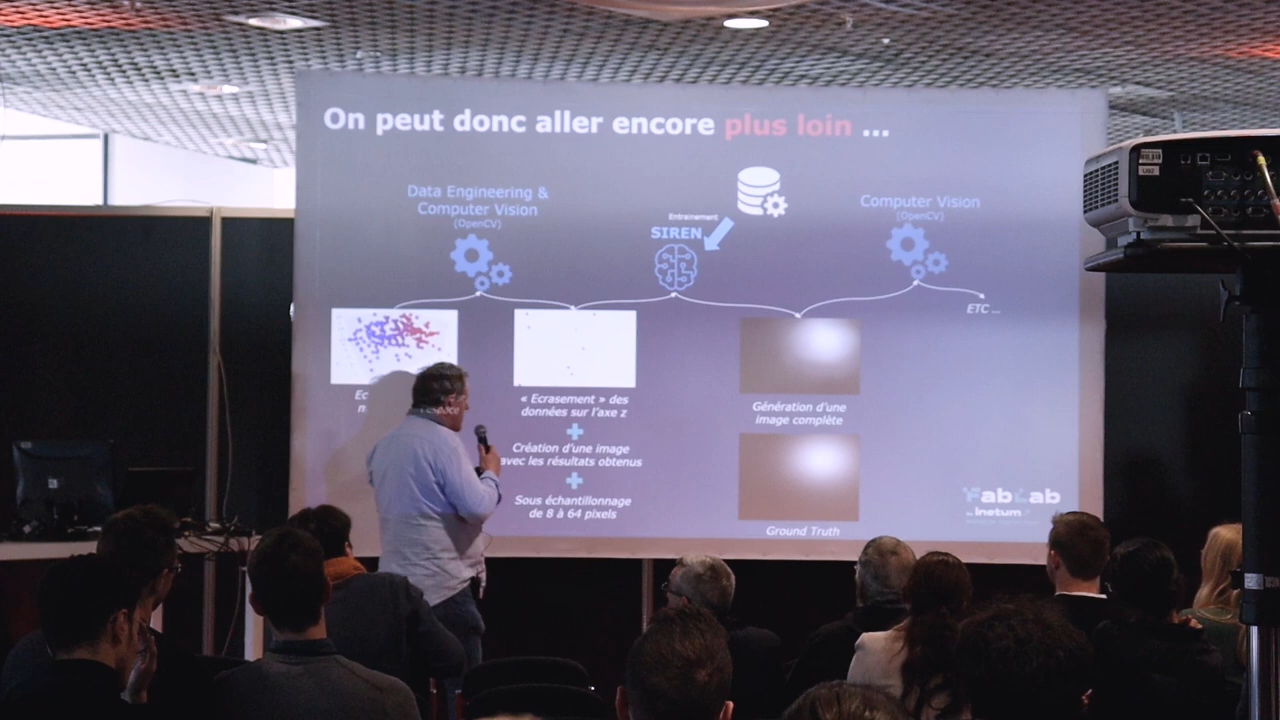 On peut donc aller encore plus loin ...
Data Engineering &
Computer Vision
(OpenCV)
Entrainement
SIREN
Computer Vision
(OpenCV)
ETC ...
« Ecrasement » des
données sur l'axe z
Création d'une image
avec les résultats obtenus
Sous échantillonnage
de 8 à 64 pixels
Génération d'une
image complète
Ground Truth
FabLab
by Inetum